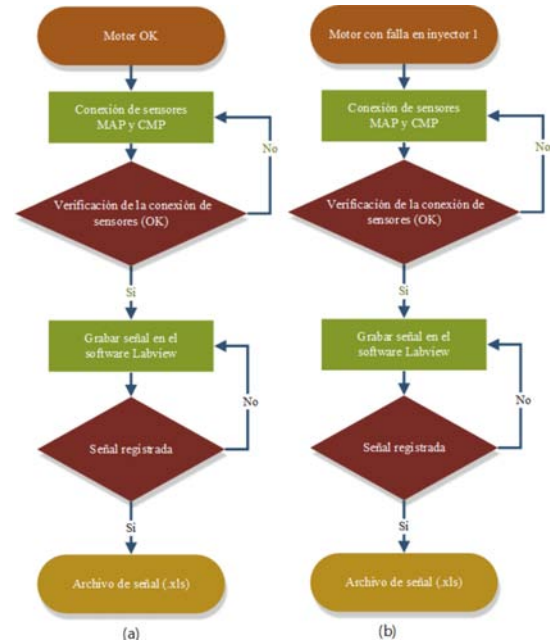 Motor OK
Conexión de sensores
MAP y CMP
No
Verificación de la conexión de
sensores (OK)
Si
Grabar señal en el
software Labview
No
Señal registrada
Si
Archivo de señal (.xls)
(a)
Motor con falla en inyector 1
Conexión de sensores
MAP y CMP
No
Verificación de la conexión de
sensores (OK)
Si
Grabar señal en el
software Labview
No
Señal registrada
Si
Archivo de señal (.xls)
(b)